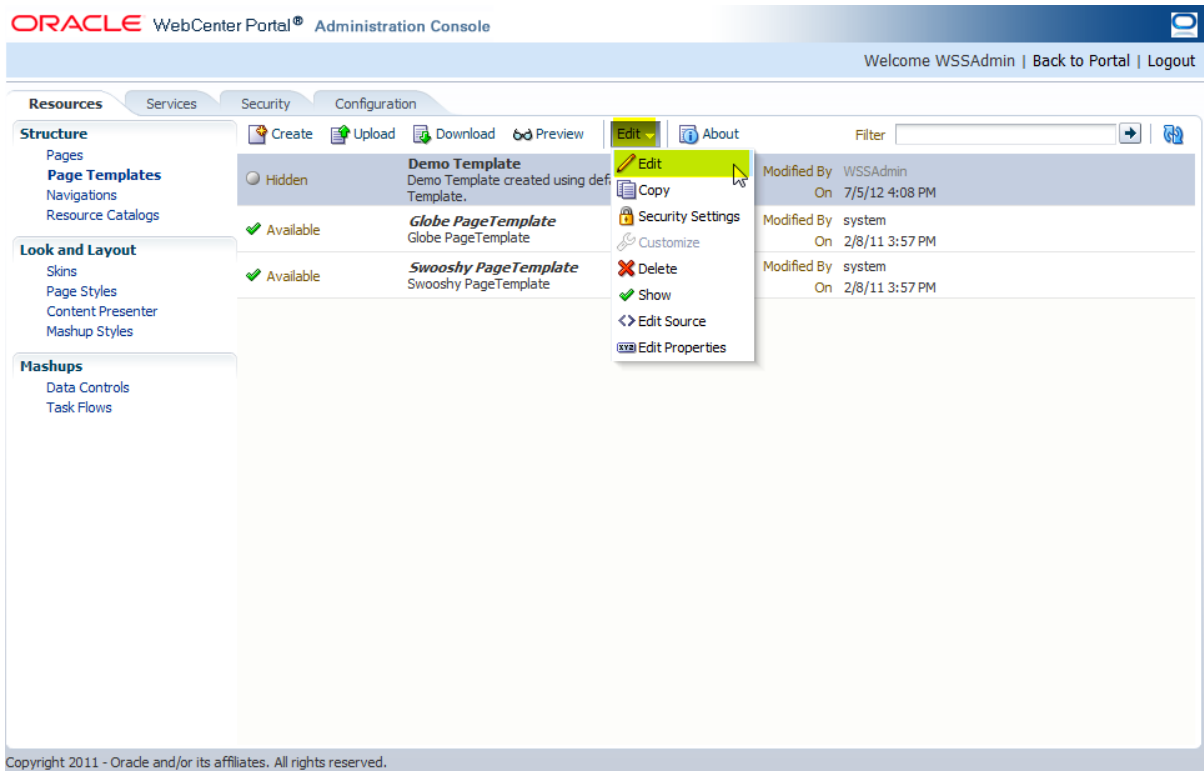 ORACLE WebCenter Portal® Administration Console
Welcome WSSAdmin | Back to Portal | Logout
Resources Services Security Configuration
Structure
Pages
Page Templates
Navigations
Resource Catalogs
Look and Layout
Skins
Page Styles
Content Presenter
Mashup Styles
Mashups
Data Controls
Task Flows
Create Upload Download Preview Edit About Filter
Hidden
Demo Template
Demo Template created using def
Template.
Modified By WSSAdmin
On 7/5/12 4:08 PM
Available
Globe PageTemplate
Globe PageTemplate
Modified By system
On 2/8/11 3:57 PM
Available
Swooshy PageTemplate
Swooshy PageTemplate
Modified By system
On 2/8/11 3:57 PM
Edit
Copy
Security Settings
Customize
Delete
Show
Edit Source
XYZ Edit Properties
Copyright 2011 - Oracle and/or its affiliates. All rights reserved.